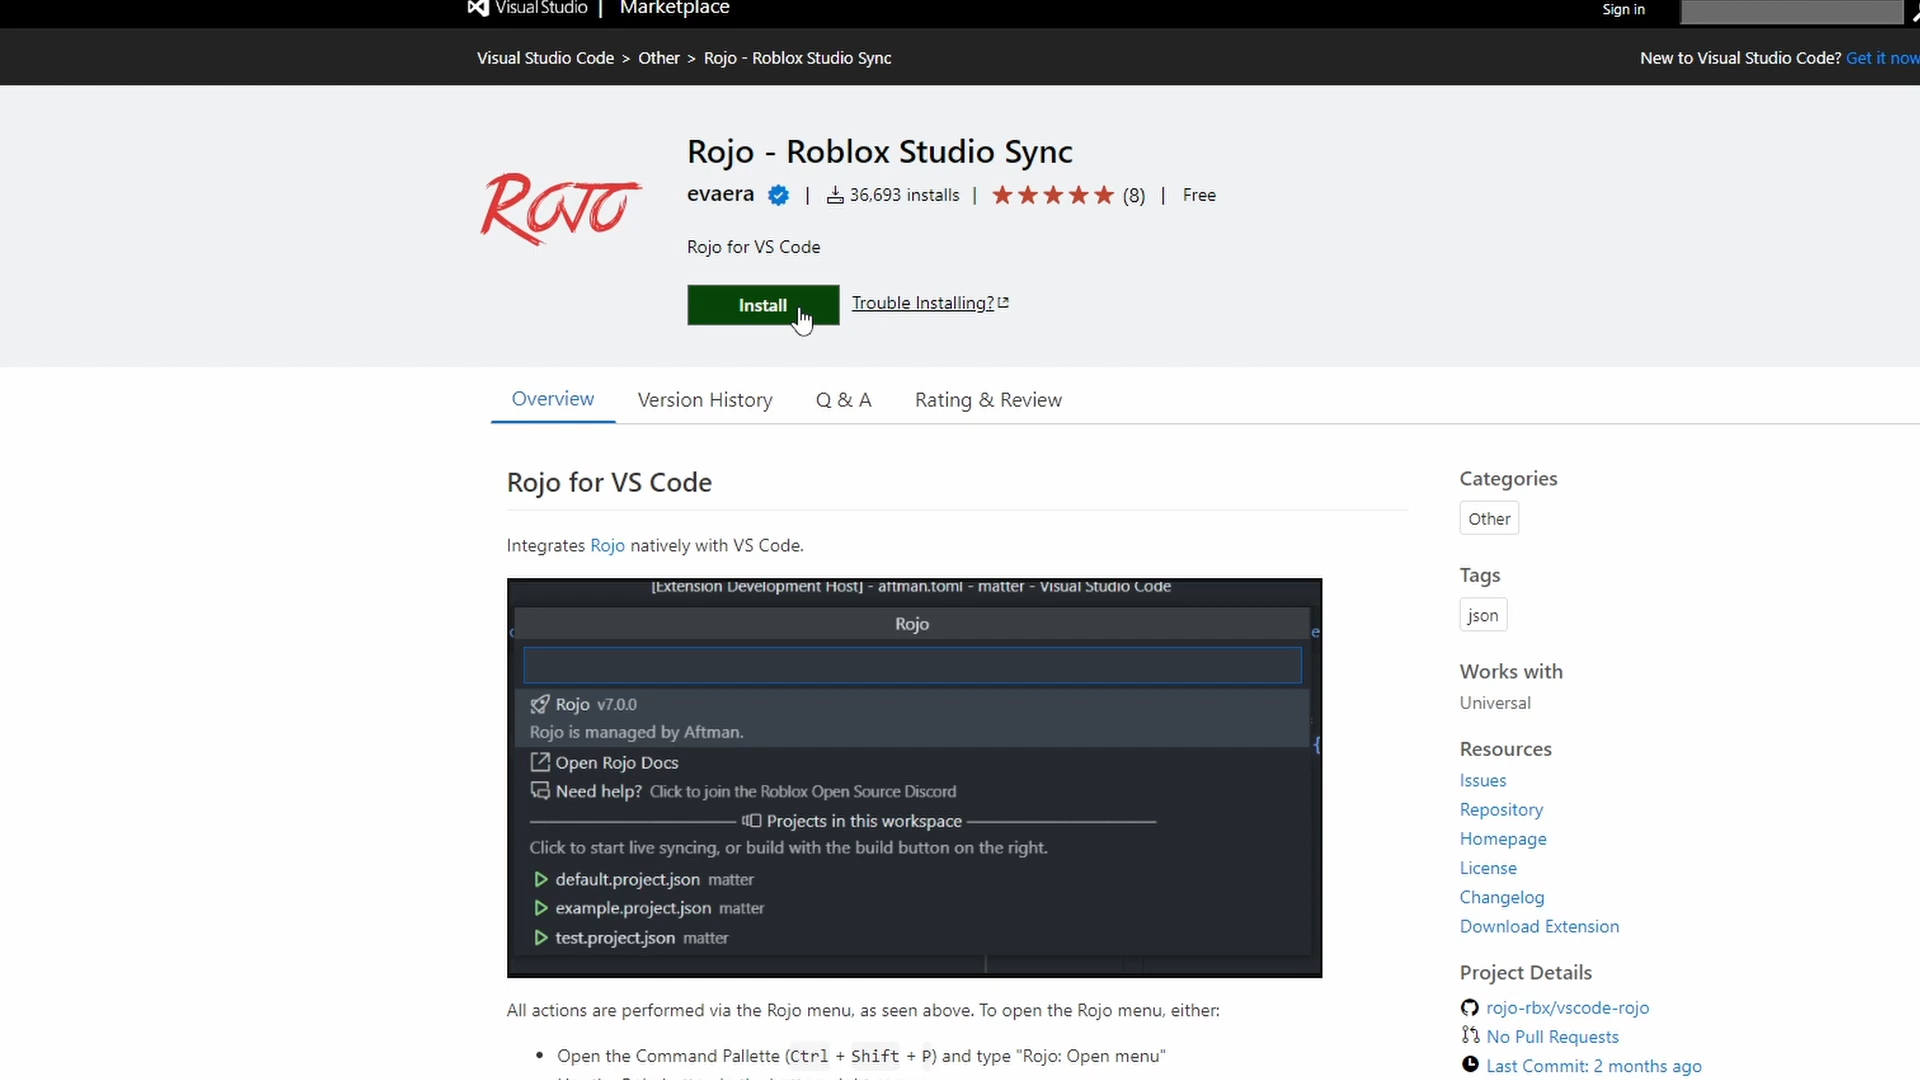 Visual Studio | Marketplace
Sign in
Visual Studio Code > Other > Rojo - Roblox Studio Sync
New to Visual Studio Code? Get it now
ROJO
Rojo - Roblox Studio Sync
evaera | 36,693 installs | (8) | Free
Rojo for VS Code
Install
Trouble Installing?
Overview
Version History
Q & A
Rating & Review
Rojo for VS Code
Integrates Rojo natively with VS Code.
[Extension Development Host] - aftman.toml - matter - Visual Studio Code
Rojo
Rojo v7.0.0
Rojo is managed by Aftman.
Open Rojo Docs
Need help? Click to join the Roblox Open Source Discord
Projects in this workspace
Click to start live syncing, or build with the build button on the right.
default.project.json matter
example.project.json matter
test.project.json matter
All actions are performed via the Rojo menu, as seen above. To open the Rojo menu, either:
• Open the Command Pallette (Ctrl + Shift + P) and type "Rojo: Open menu"
Categories
Other
Tags
json
Works with
Universal
Resources
Issues
Repository
Homepage
License
Changelog
Download Extension
Project Details
rojo-rbx/vscode-rojo
No Pull Requests
Last Commit: 2 months ago